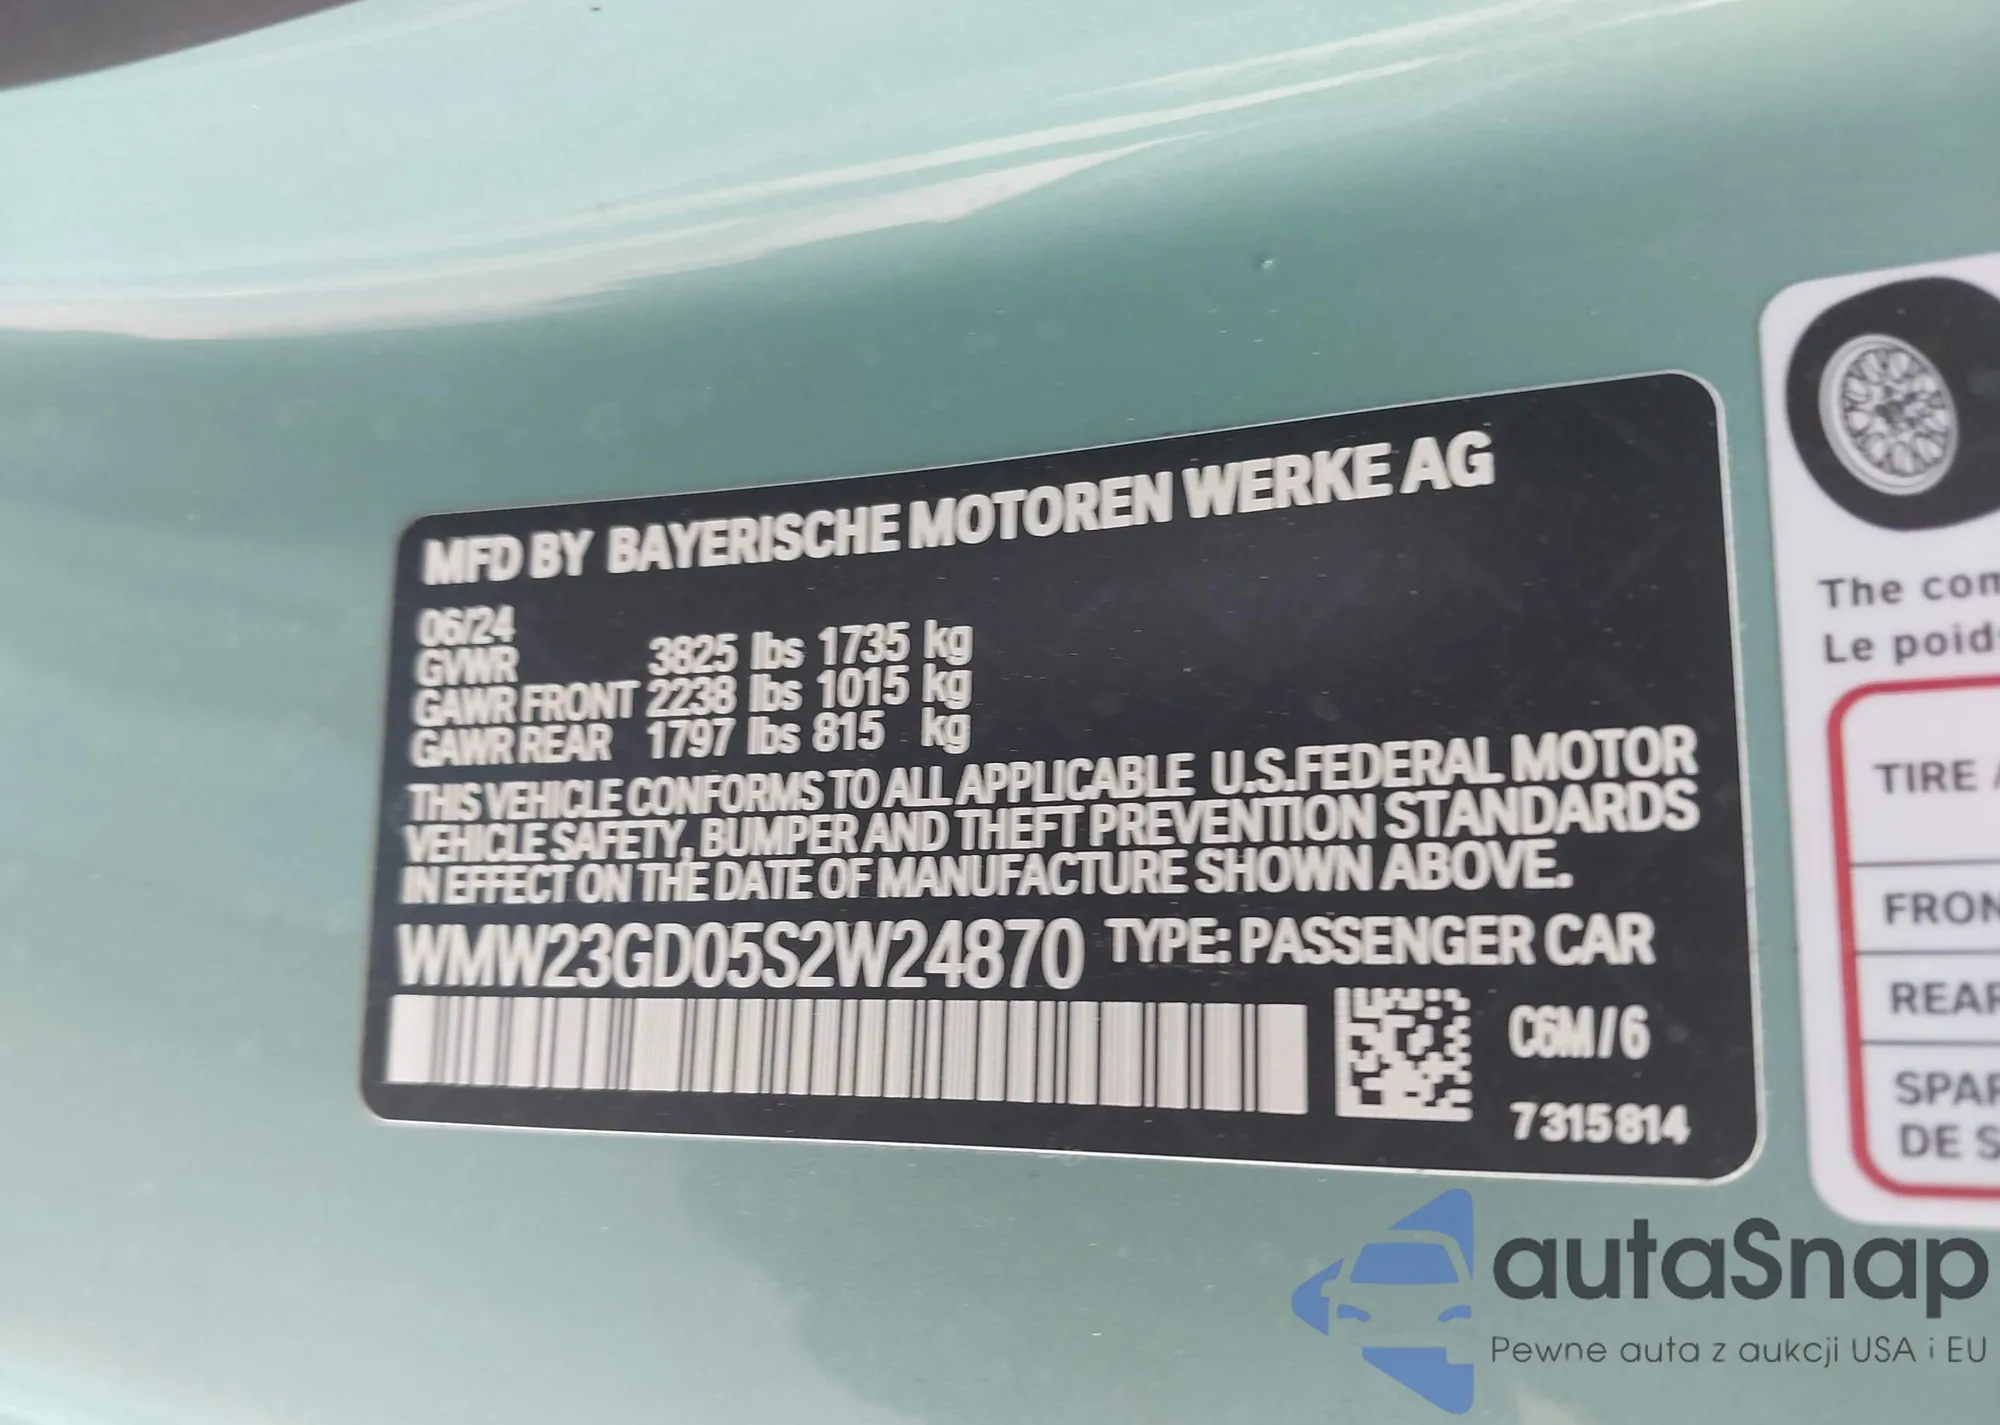 MFD BY BAYERISCHE MOTOREN WERKE AG
06/24
GVWR 3825 lbs 1735 kg
GAWR FRONT 2238 lbs 1015 kg
GAWR REAR 1797 lbs 815 kg
THIS VEHICLE CONFORMS TO ALL APPLICABLE U.S.FEDERAL MOTOR
VEHICLE SAFETY, BUMPER AND THEFT PREVENTION STANDARDS
IN EFFECT ON THE DATE OF MANUFACTURE SHOWN ABOVE.
WMW23GD05S2W24870 TYPE: PASSENGER CAR
C6M/6
7315814
The com
Le poids
TIRE
FRON
REAR
SPAR
DE S
autaSnap
Pewne auta z aukcji USA i EU